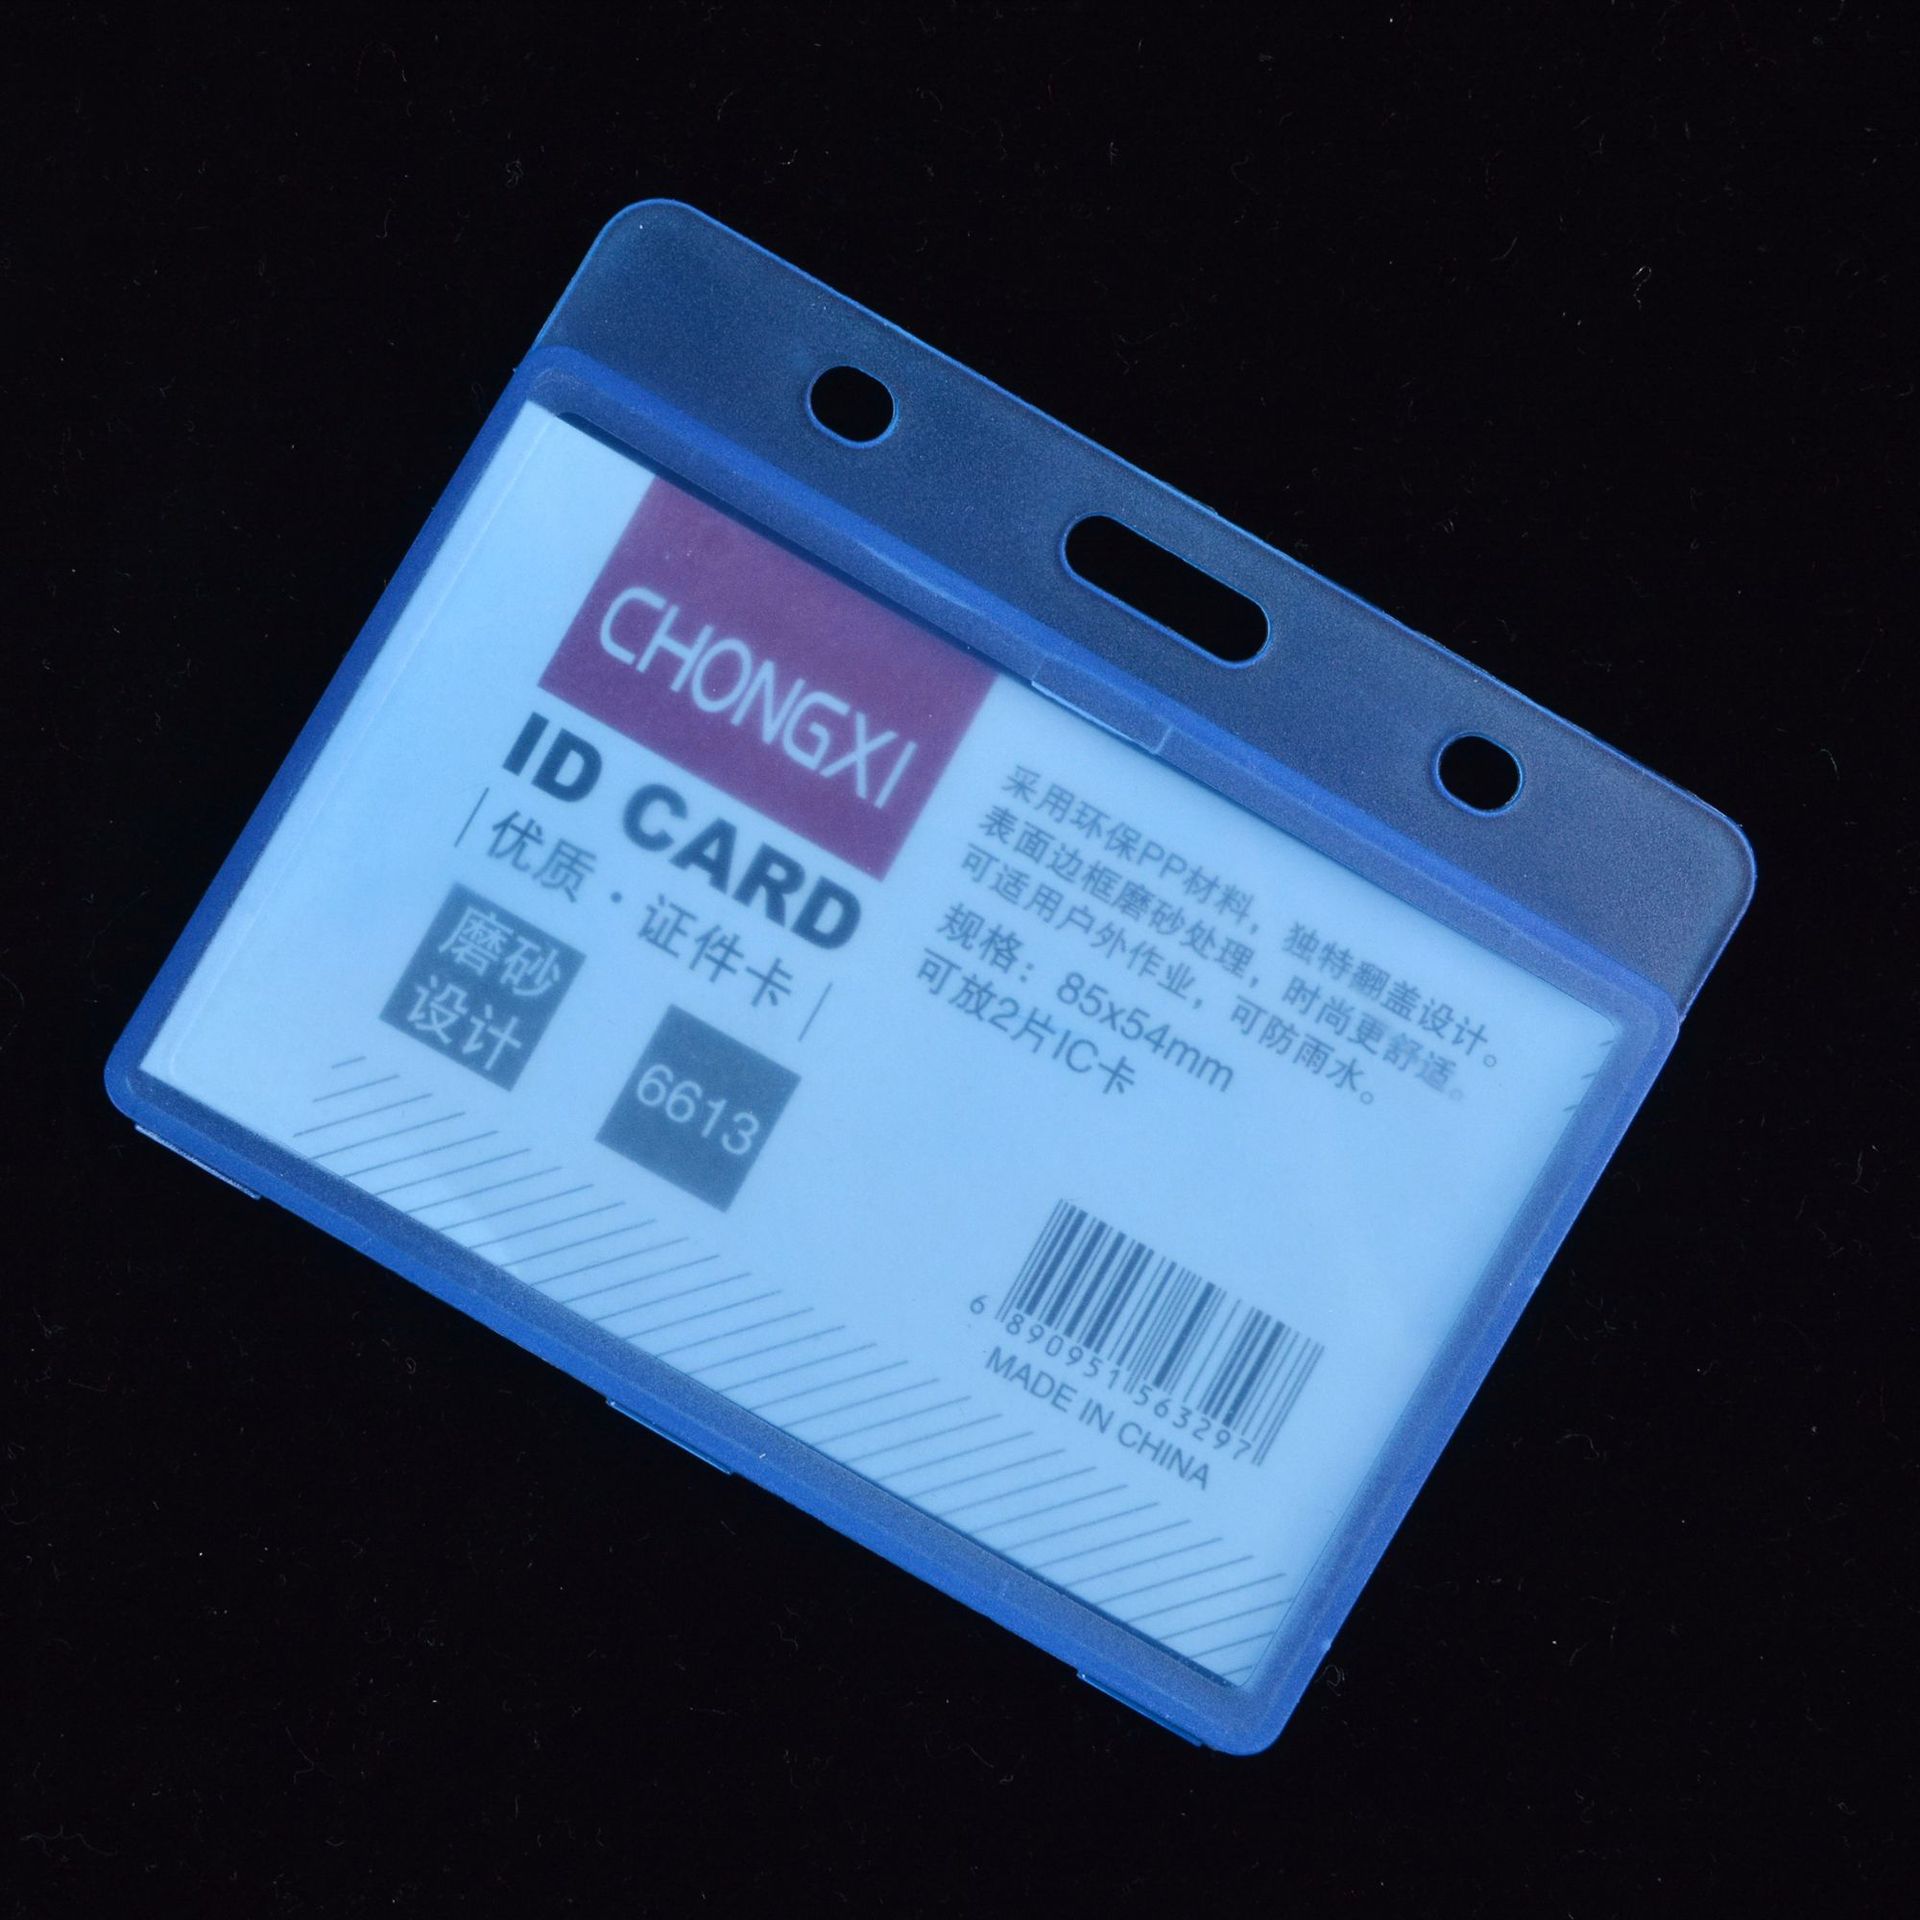 CHONGXI
ID CARD
优质·证件卡
磨砂
设计
6613
采用环保PP材料，独特翻盖设计。
表面边框磨砂处理，时尚更舒适。
可适用户外作业，可防雨水。
规格：85x54mm
可放2片IC卡
6 890951 563297
MADE IN CHINA